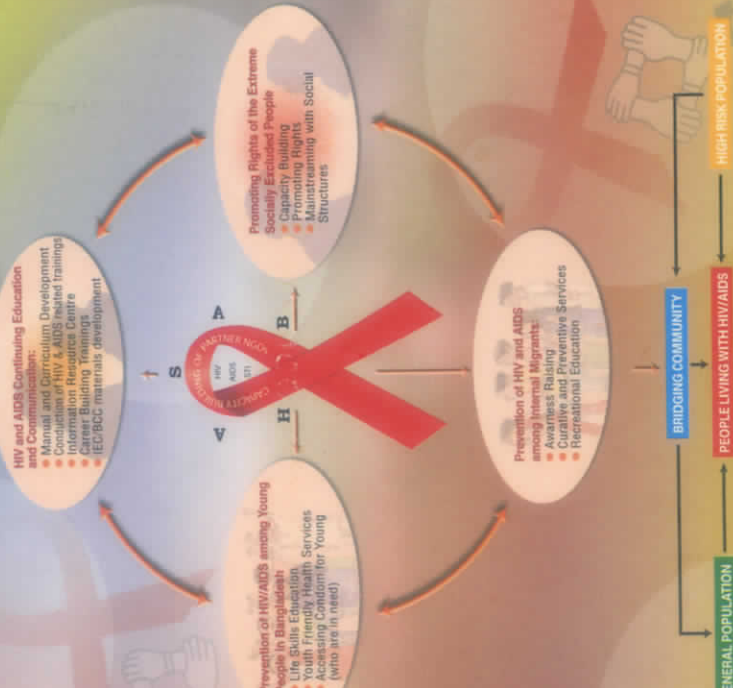 HIV and AIDS Continuing Education
and Communication:
• Manual and Curriculum Development
• Conduction of HIV & AIDS related trainings
• Information Resource Centre
• Career Building Trainings
• IEC/BCC materials development
Promoting Rights of the Extreme
Socially Excluded People
• Capacity Building
• Promoting Rights
• Mainstreaming with Social
Structures
S
A
A
H
B
CAPACITY BUILDING OF PARTNER NGOS
HIV
AIDS
STI
Prevention of HIV/AIDS among Young
People in Bangladesh
• Life Skills Education
• Youth Friendly Health Services
• Accessing Condom for Young
(who are in need)
Prevention of HIV and AIDS
among Internal Migrants:
• Awarness Raising
• Curative and Preventive Services
• Recreational Education
BRIDGING COMMUNITY
GENERAL POPULATION
PEOPLE LIVING WITH HIV/AIDS
HIGH RISK POPULATION